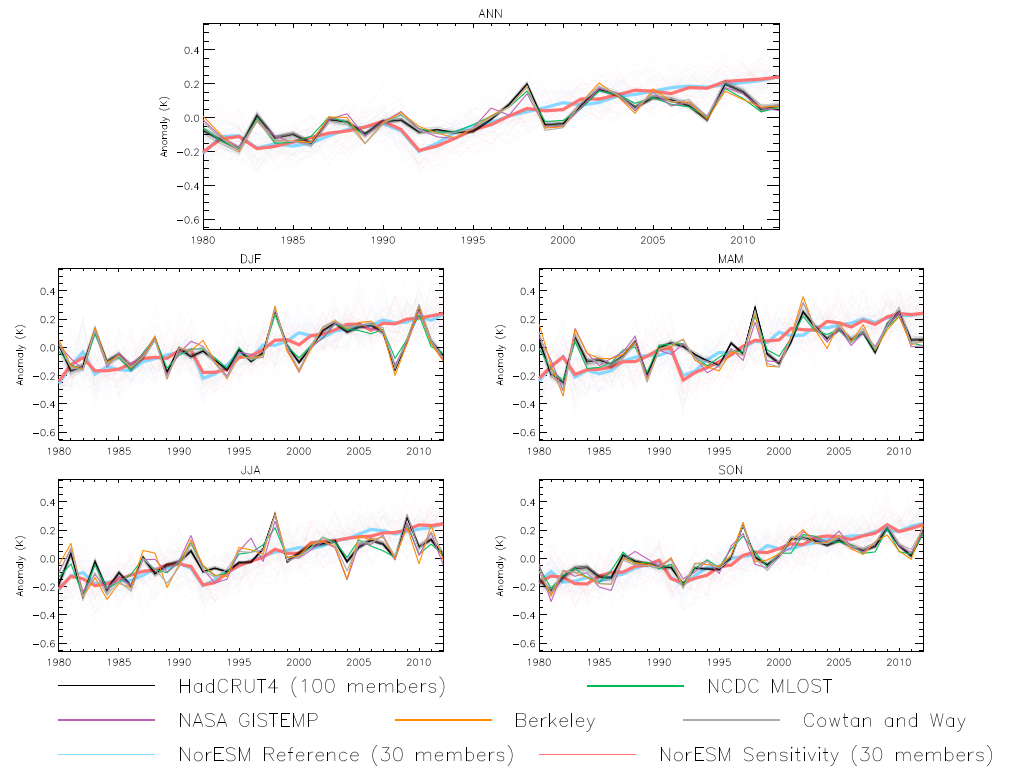 ANN
Anomaly (K)
0.4
0.2
0.0
−0.2
−0.4
−0.6
1980 1985 1990 1995 2000 2005 2010
DJF
Anomaly (K)
0.4
0.2
0.0
−0.2
−0.4
−0.6
1980 1985 1990 1995 2000 2005 2010
MAM
Anomaly (K)
0.4
0.2
0.0
−0.2
−0.4
−0.6
1980 1985 1990 1995 2000 2005 2010
JJA
Anomaly (K)
0.4
0.2
0.0
−0.2
−0.4
−0.6
1980 1985 1990 1995 2000 2005 2010
SON
Anomaly (K)
0.4
0.2
0.0
−0.2
−0.4
−0.6
1980 1985 1990 1995 2000 2005 2010
HadCRUT4 (100 members) NCDC MLOST
NASA GISTEMP Berkeley Cowtan and Way
NorESM Reference (30 members) NorESM Sensitivity (30 members)